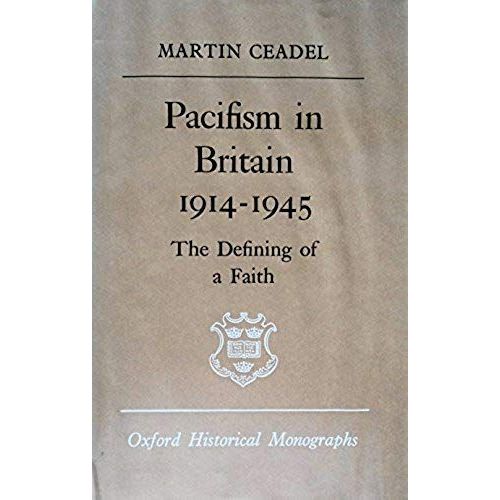 MARTIN CEADEL
Pacifism in
Britain
1914-1945
The Defining of
a Faith
Oxford Historical Monographs